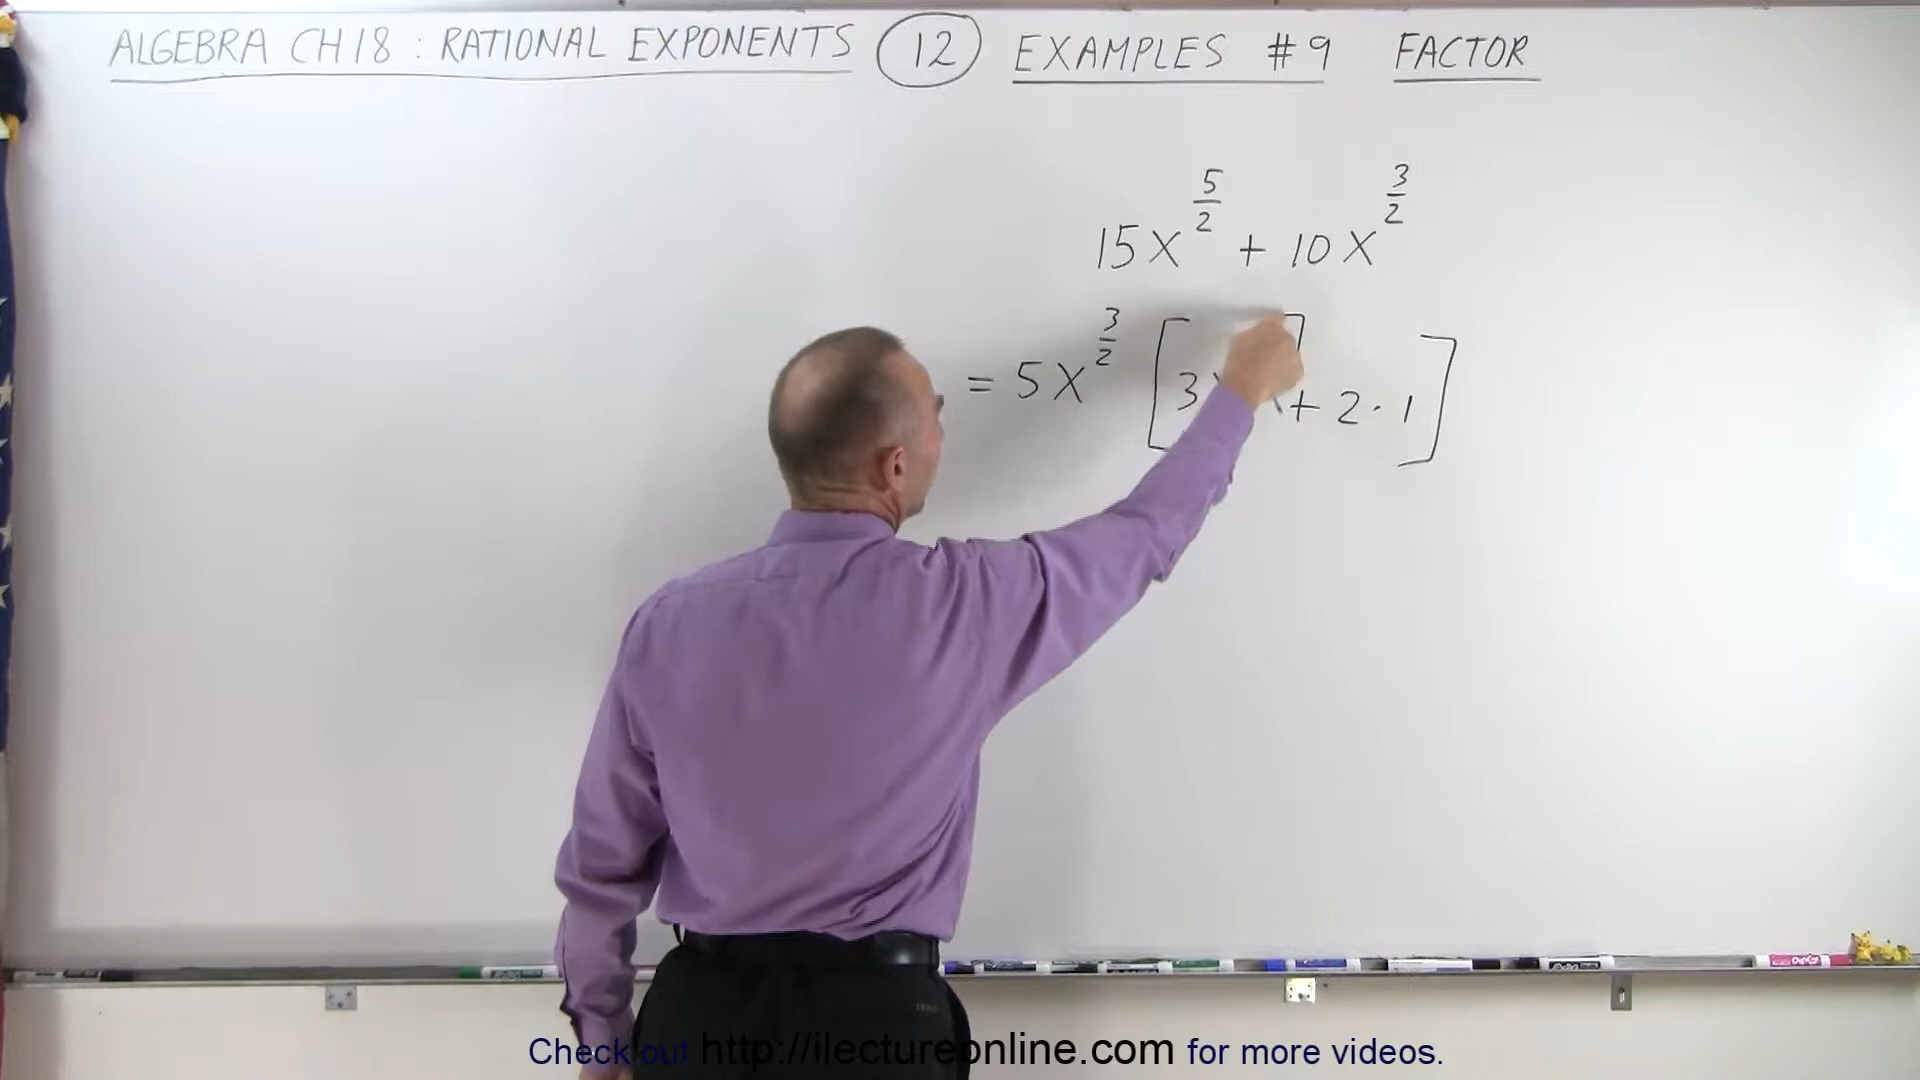 ALGEBRA CH18 : RATIONAL EXPONENTS 12 EXAMPLES #9 FACTOR
15x^{5/2} + 10x^{3/2}
= 5x^{3/2} [3 + 2 · 1]
EXPO
Check out http://ilectureonline.com for more videos.